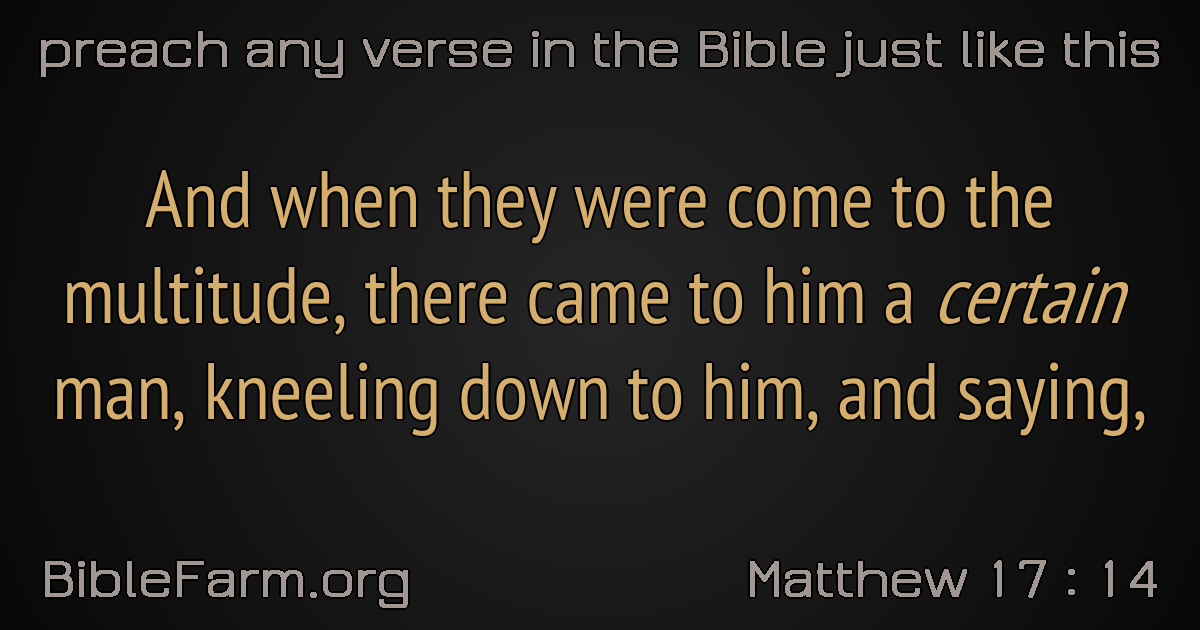 preach any verse in the Bible just like this
And when they were come to the
multitude, there came to him a certain
man, kneeling down to him, and saying,
BibleFarm.org
Matthew 17 : 14